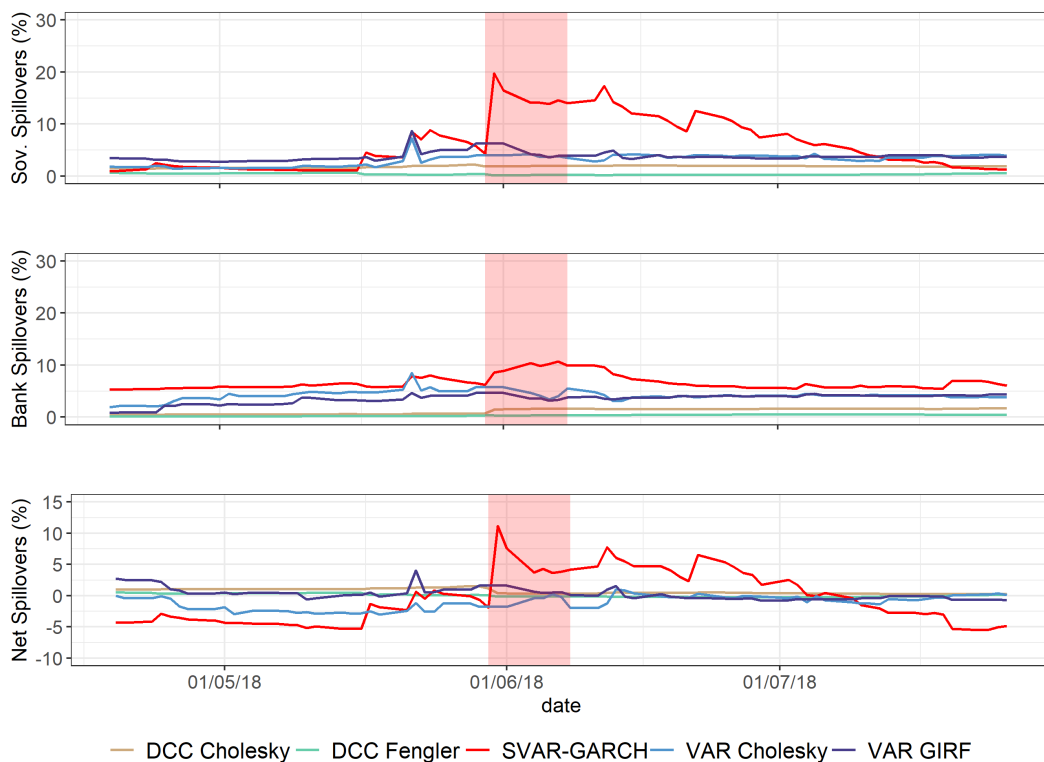 Sov. Spillovers (%)
30
20
10
0
Bank Spillovers (%)
30
20
10
0
Net Spillovers (%)
15
10
5
0
-5
-10
01/05/18
01/06/18
01/07/18
date
DCC Cholesky
DCC Fengler
SVAR-GARCH
VAR Cholesky
VAR GIRF